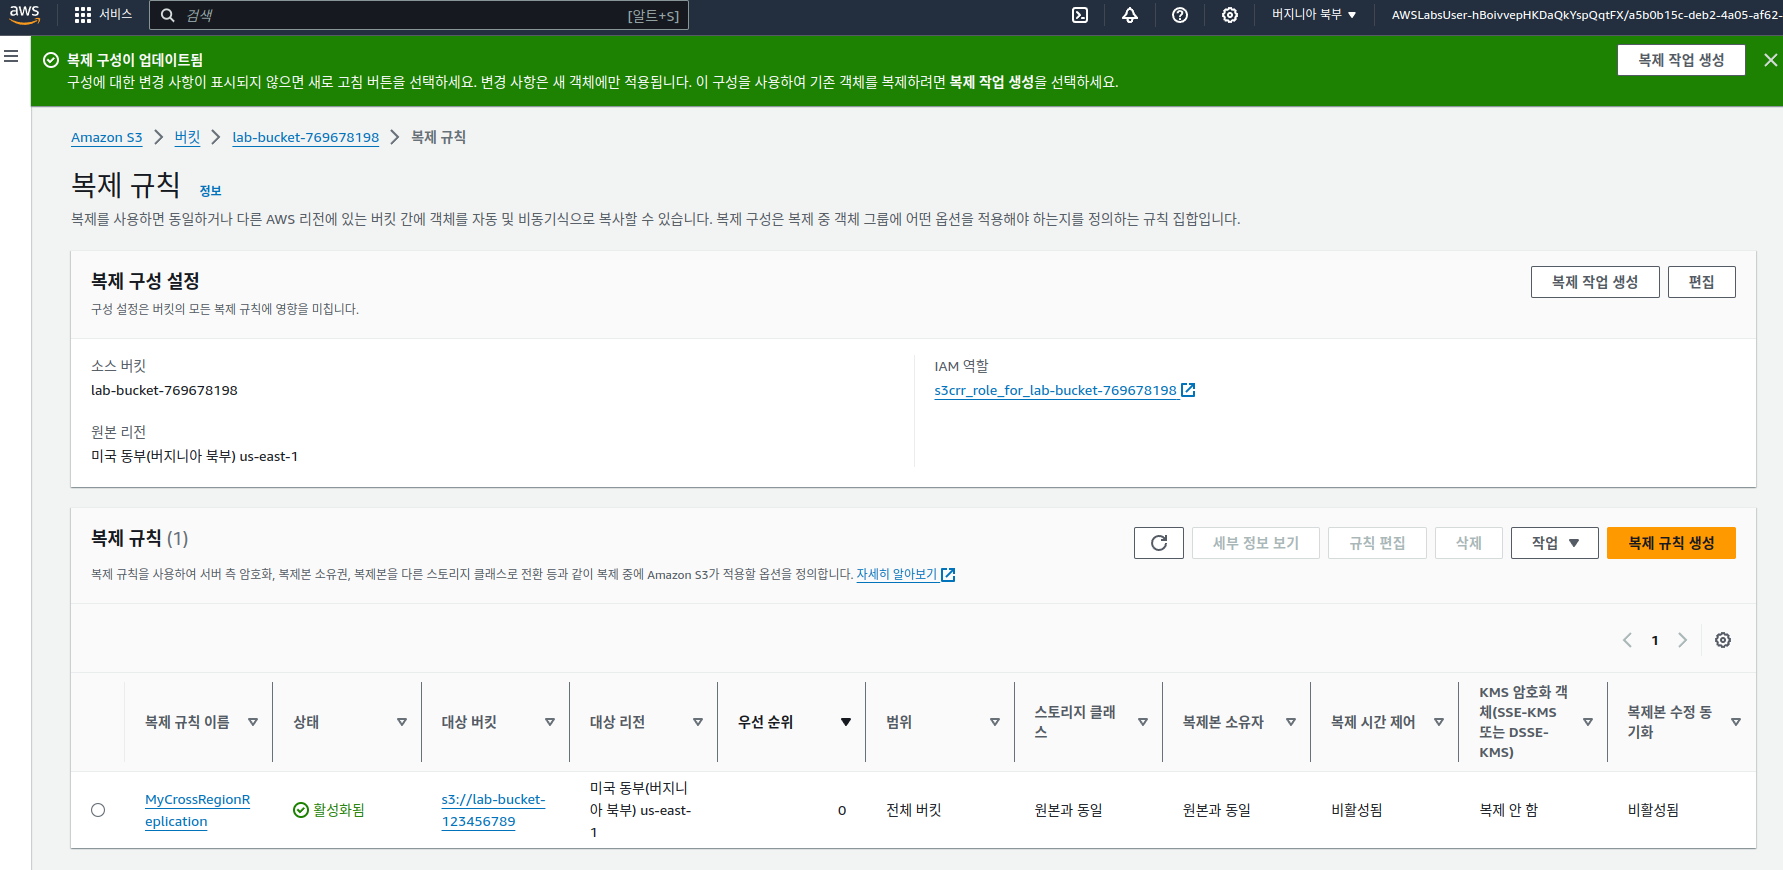 aws
서비스
검색
[알트+S]
버지니아 북부
AWSLabsUser-hBoivvepHKDaQkYspQqtFX/a5b0b15c-deb2-4a05-af62-
복제 구성이 업데이트됨
구성에 대한 변경 사항이 표시되지 않으면 새로 고침 버튼을 선택하세요. 변경 사항은 새 객체에만 적용됩니다. 이 구성을 사용하여 기존 객체를 복제하려면 복제 작업 생성을 선택하세요.
복제 작업 생성
Amazon S3
버킷
lab-bucket-769678198
복제 규칙
복제 규칙
정보
복제를 사용하면 동일하거나 다른 AWS 리전에 있는 버킷 간에 객체를 자동 및 비동기식으로 복사할 수 있습니다. 복제 구성은 복제 중 객체 그룹에 어떤 옵션을 적용해야 하는지를 정의하는 규칙 집합입니다.
복제 구성 설정
구성 설정은 버킷의 모든 복제 규칙에 영향을 미칩니다.
복제 작업 생성
편집
소스 버킷
lab-bucket-769678198
원본 리전
미국 동부(버지니아 북부) us-east-1
IAM 역할
s3crr_role_for_lab-bucket-769678198
복제 규칙 (1)
세부 정보 보기
규칙 편집
삭제
작업
복제 규칙 생성
복제 규칙을 사용하여 서버 측 암호화, 복제본 소유권, 복제본을 다른 스토리지 클래스로 전환 등과 같이 복제 중에 Amazon S3가 적용할 옵션을 정의합니다. 자세히 알아보기
1
복제 규칙 이름
상태
대상 버킷
대상 리전
우선 순위
범위
스토리지 클래
스
복제본 소유자
복제 시간 제어
KMS 암호화 객
체(SSE-KMS
또는 DSSE-
KMS)
복제본 수정 동
기화
MyCrossRegionR
eplication
활성화됨
s3://lab-bucket-
123456789
미국 동부(버지니
아 북부) us-east-
1
0
전체 버킷
원본과 동일
원본과 동일
비활성됨
복제 안 함
비활성됨